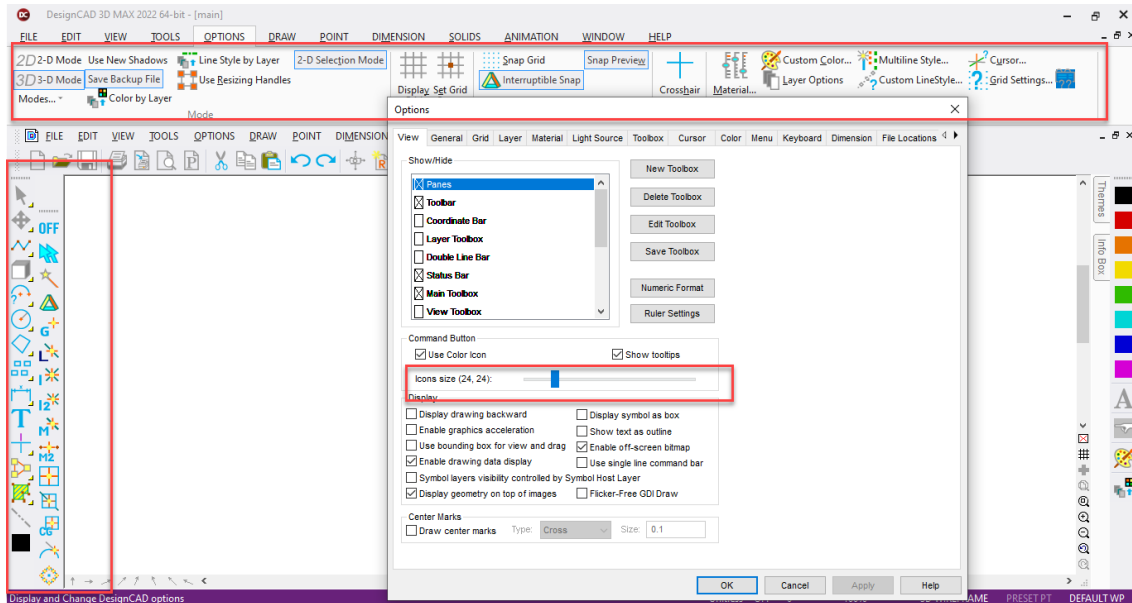 DesignCAD 3D MAX 2022 64-bit - [main]
FILE EDIT VIEW TOOLS OPTIONS DRAW POINT DIMENSION SOLIDS ANIMATION WINDOW HELP
2D 2-D Mode Use New Shadows Line Style by Layer 2-D Selection Mode Snap Grid Snap Preview Custom Color... Multiline Style... Cursor...
3D 3-D Mode Save Backup File Use Resizing Handles Interruptible Snap Layer Options Custom LineStyle... Grid Settings...
Display Set Grid Crosshair Material...
Modes... Color by Layer
Mode
Options
FILE EDIT VIEW TOOLS OPTIONS DRAW POINT DIMENSION
View General Grid Layer Material Light Source Toolbox Cursor Color Menu Keyboard Dimension File Locations
Show/Hide
Panes
Toolbar
Coordinate Bar
Layer Toolbox
Double Line Bar
Status Bar
Main Toolbox
View Toolbox
New Toolbox
Delete Toolbox
Edit Toolbox
Save Toolbox
Numeric Format
Ruler Settings
Command Button
Use Color Icon Show tooltips
Icons size (24, 24):
Display
Display drawing backward Display symbol as box
Enable graphics acceleration Show text as outline
Use bounding box for view and drag Enable off-screen bitmap
Enable drawing data display Use single line command bar
Symbol layers visibility controlled by Symbol Host Layer
Display geometry on top of images Flicker-Free GDI Draw
Center Marks
Draw center marks Type: Cross Size: 0.1
OK Cancel Apply Help
Themes
Info Box
OFF
G
L
I
I2
M
T
M2
CG
A
Display and Change DesignCAD options
PRESET PT DEFAULT WP